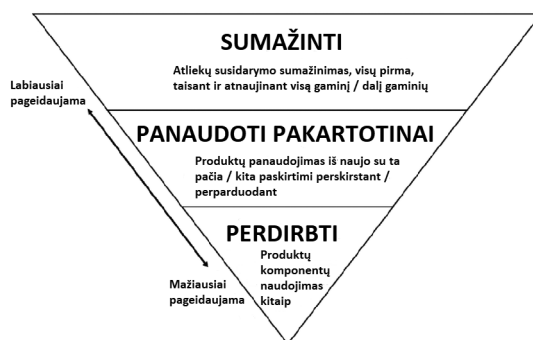 SUMAŽINTI
Atliekų susidarymo sumažinimas, visų pirma,
taisant ir atnaujinant visą gaminį / dalį gaminių
Labiausiai
pageidaujama
PANAUDOTI PAKARTOTINAI
Produktų panaudojimas iš naujo su ta
pačia / kita paskirtimi perskirstant /
perparduodant
PERDIRBTI
Produktų
komponentų
naudojimas
kitaip
Mažiausiai
pageidaujama